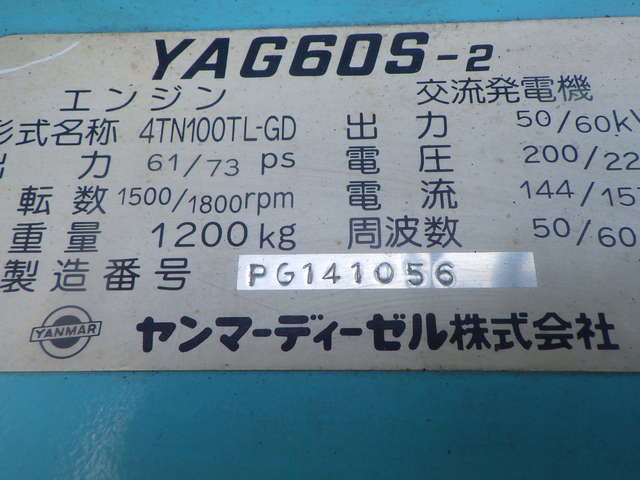 YAG60S-2
エンジン 交流発電機
形式名称 4TN100TL-GD 出力 50/60k
出力 61/73 ps 電圧 200/22
転数 1500/1800rpm 電流 144/15
重量 1200kg 周波数 50/60
製造番号 PG141056
YANMAR ヤンマーディーゼル株式会社